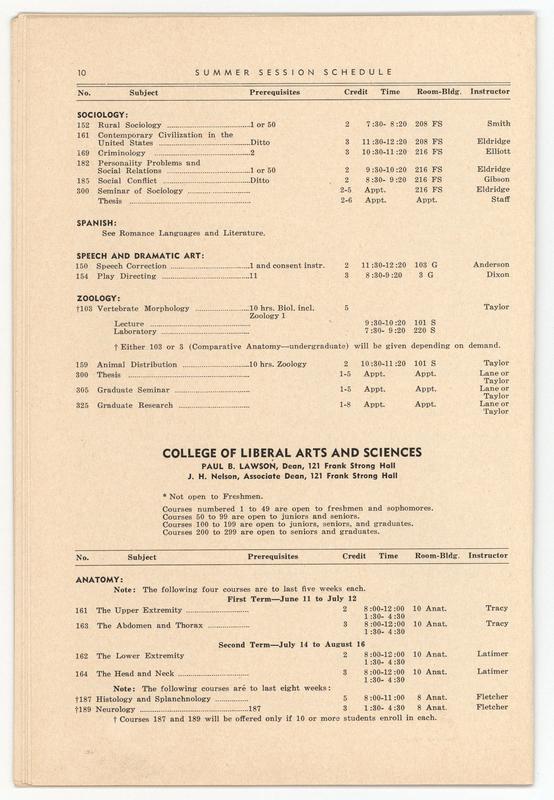 10 SUMMER SESSION SCHEDULE
No. Subject Prerequisites Credit Time Room-Bldg. Instructor
SOCIOLOGY:
152 Rural Sociology ............................1 or 50 2 7:30- 8:20 208 FS Smith
161 Contemporary Civilization in the
United States ............................Ditto 3 11:30-12:20 208 FS Eldridge
169 Criminology ............................2 3 10:30-11:20 216 FS Elliott
182 Personality Problems and
Social Relations ............................1 or 50 2 9:30-10:20 216 FS Eldridge
185 Social Conflict ............................Ditto 2 8:30- 9:20 216 FS Gibson
300 Seminar of Sociology ............................ 2-5 Appt. 216 FS Eldridge
Thesis ............................ 2-6 Appt. Appt. Staff
SPANISH:
See Romance Languages and Literature.
SPEECH AND DRAMATIC ART:
150 Speech Correction ............................1 and consent instr. 2 11:30-12:20 103 G Anderson
154 Play Directing ............................11 3 8:30-9:20 3 G Dixon
ZOOLOGY:
†103 Vertebrate Morphology ..................10 hrs. Biol. incl. 5 Taylor
Zoology 1
Lecture ............................ 9:30-10:20 101 S
Laboratory ............................ 7:30- 9:20 220 S
† Either 103 or 3 (Comparative Anatomy—undergraduate) will be given depending on demand.
159 Animal Distribution ..................10 hrs. Zoology 2 10:30-11:20 101 S Taylor
300 Thesis ............................ 1-5 Appt. Appt. Lane or
Taylor
305 Graduate Seminar ............................ 1-5 Appt. Appt. Lane or
Taylor
325 Graduate Research ............................ 1-8 Appt. Appt. Lane or
Taylor
COLLEGE OF LIBERAL ARTS AND SCIENCES
PAUL B. LAWSON, Dean, 121 Frank Strong Hall
J. H. Nelson, Associate Dean, 121 Frank Strong Hall
* Not open to Freshmen.
Courses numbered 1 to 49 are open to freshmen and sophomores.
Courses 50 to 99 are open to juniors and seniors.
Courses 100 to 199 are open to juniors, seniors, and graduates.
Courses 200 to 299 are open to seniors and graduates.
No. Subject Prerequisites Credit Time Room-Bldg. Instructor
ANATOMY:
Note: The following four courses are to last five weeks each.
First Term—June 11 to July 12
161 The Upper Extremity .................. 2 8:00-12:00 10 Anat. Tracy
1:30- 4:30
163 The Abdomen and Thorax .................. 3 8:00-12:00 10 Anat. Tracy
1:30- 4:30
Second Term—July 14 to August 16
162 The Lower Extremity 2 8:00-12:00 10 Anat. Latimer
1:30- 4:30
164 The Head and Neck .................. 3 8:00-12:00 10 Anat. Latimer
1:30- 4:30
Note: The following courses are to last eight weeks:
†187 Histology and Splanchnology .................. 5 8:00-11:00 8 Anat. Fletcher
†189 Neurology ............................187 3 1:30- 4:30 8 Anat. Fletcher
† Courses 187 and 189 will be offered only if 10 or more students enroll in each.